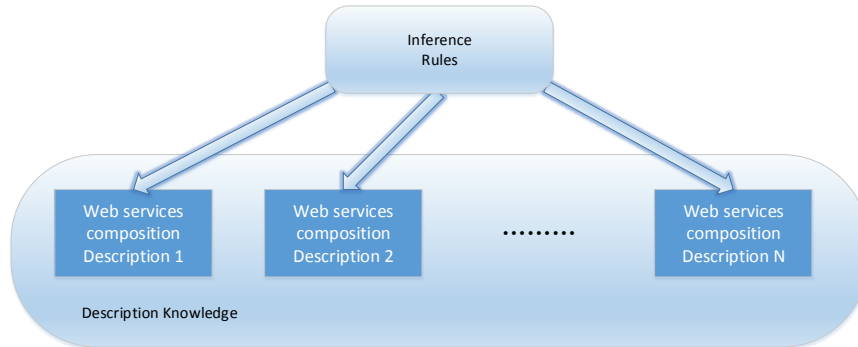 Inference
Rules
Web services
composition
Description 1
Web services
composition
Description 2
.........
Web services
composition
Description N
Description Knowledge